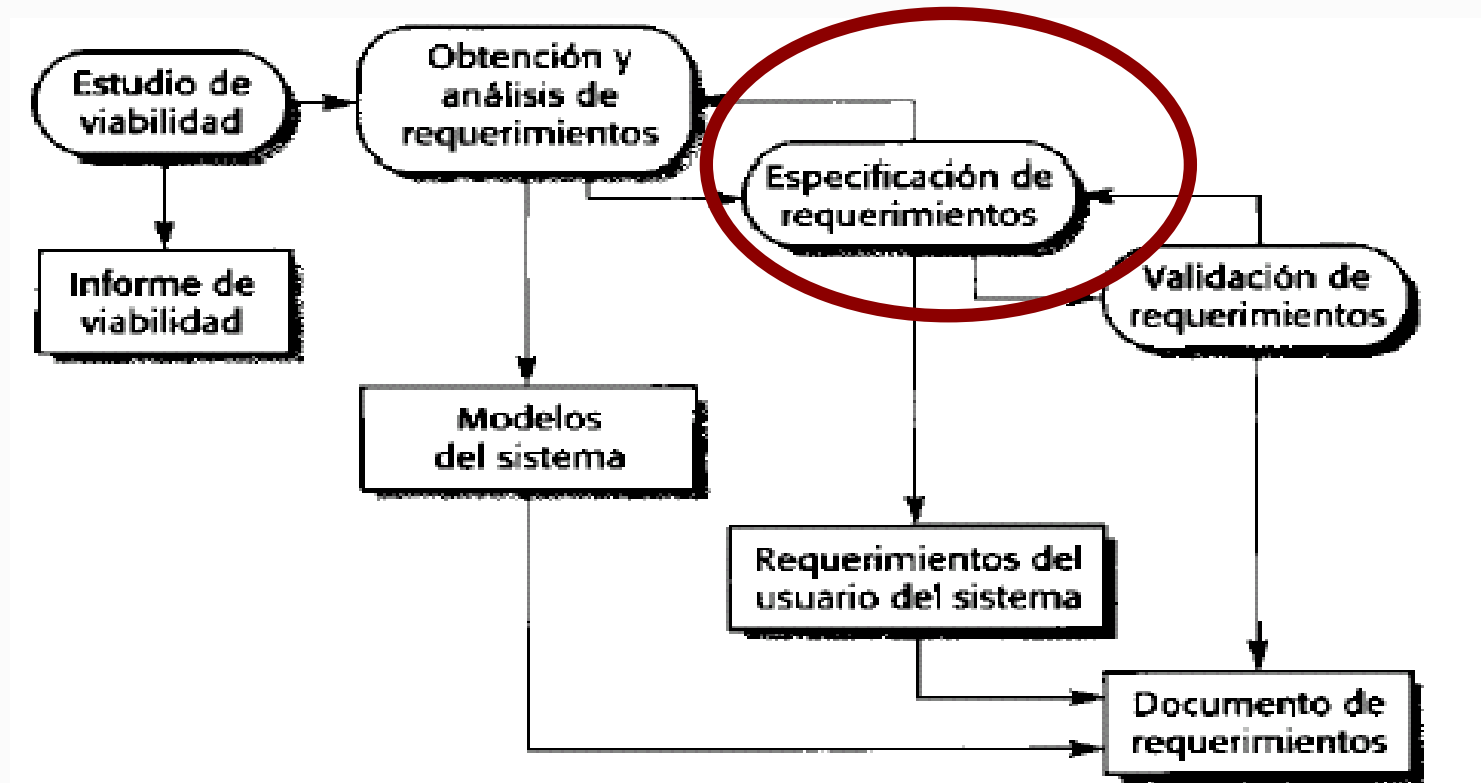 Estudio de
viabilidad
Obtención y
análisis de
requerimientos
Especificación de
requerimientos
Informe de
viabilidad
Validación de
requerimientos
Modelos
del sistema
Requerimientos del
usuario del sistema
Documento de
requerimientos